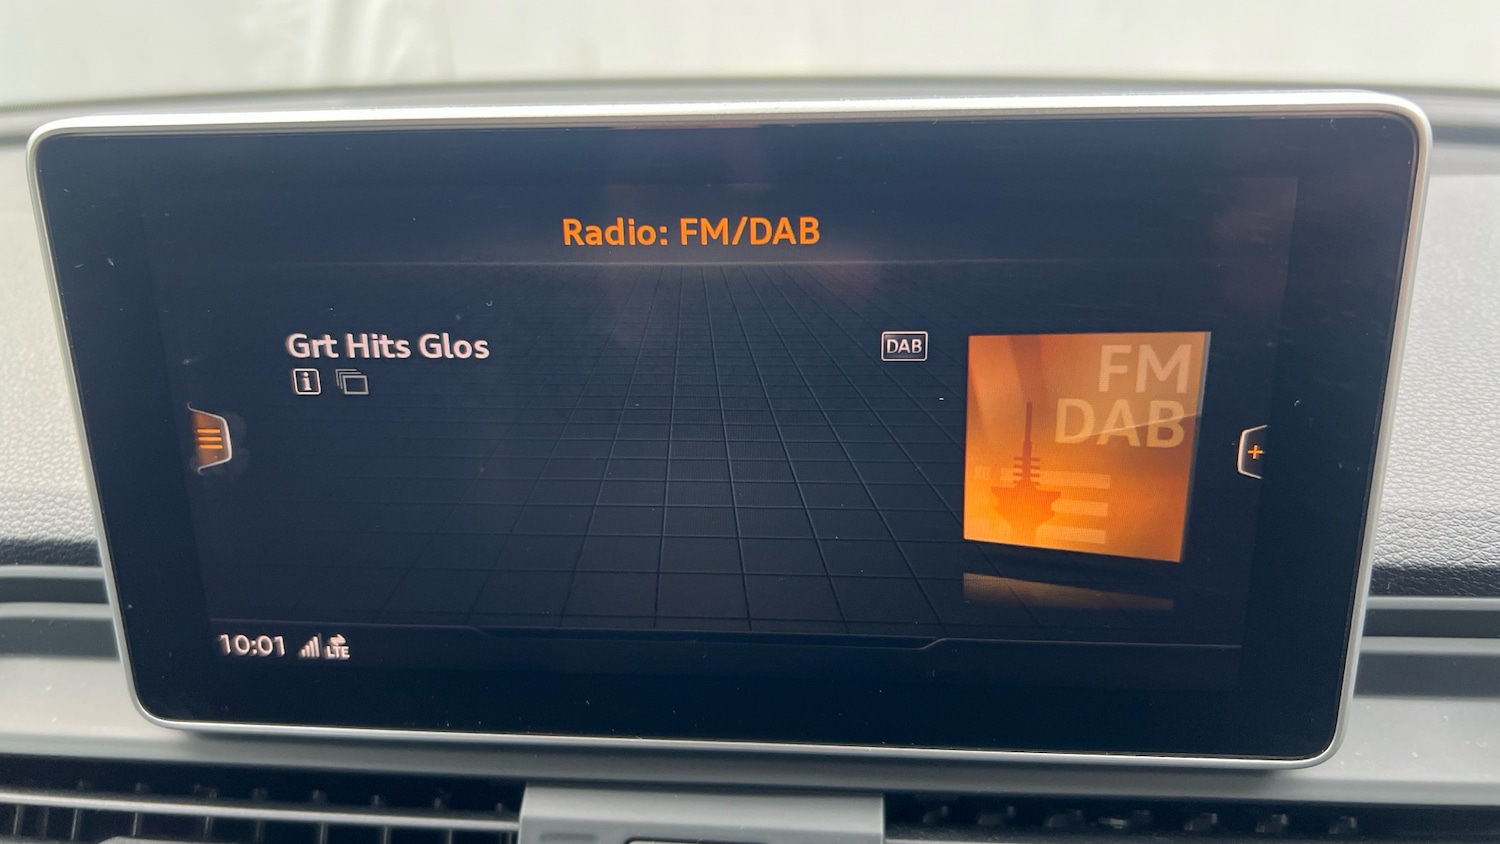 Radio: FM/DAB
Grt Hits Glos
DAB
i
FM
DAB
10:01 LTE